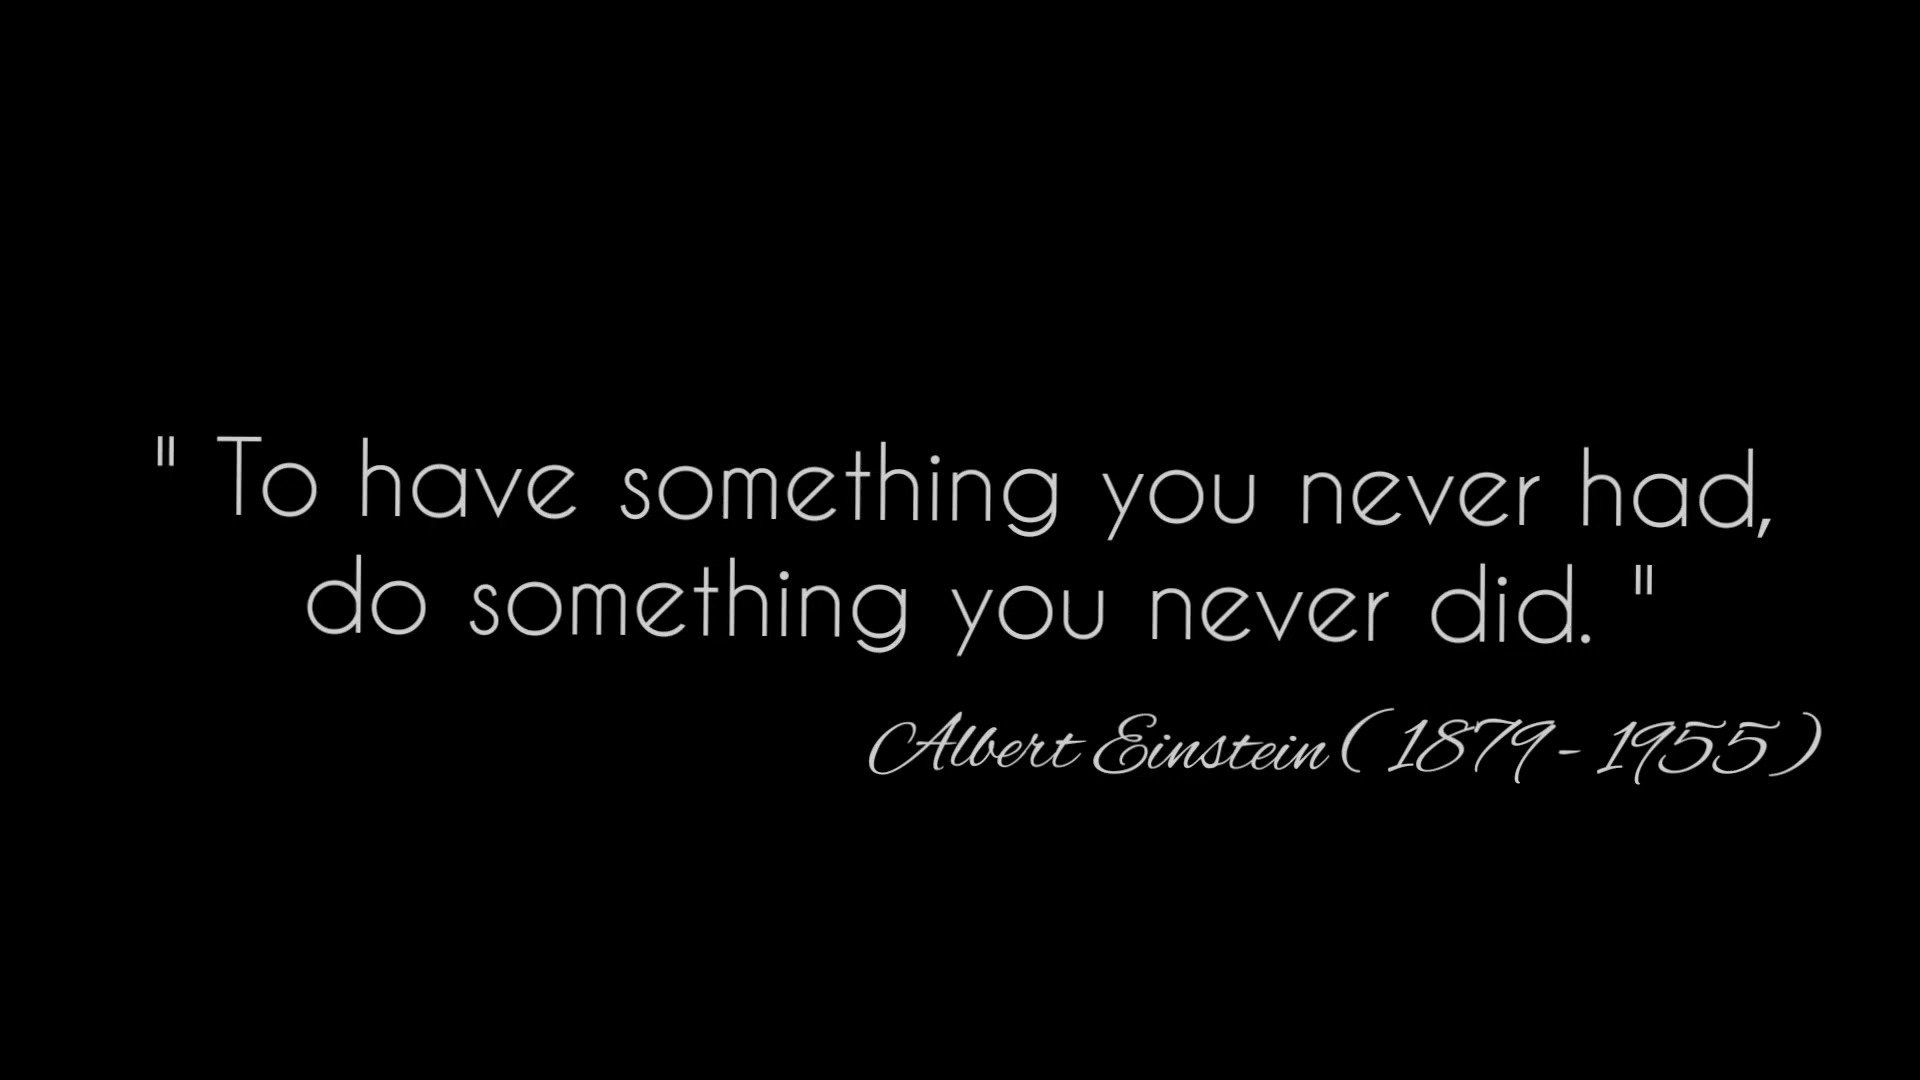 " To have something you never had,
do something you never did. "
Albert Einstein ( 1879 - 1955 )